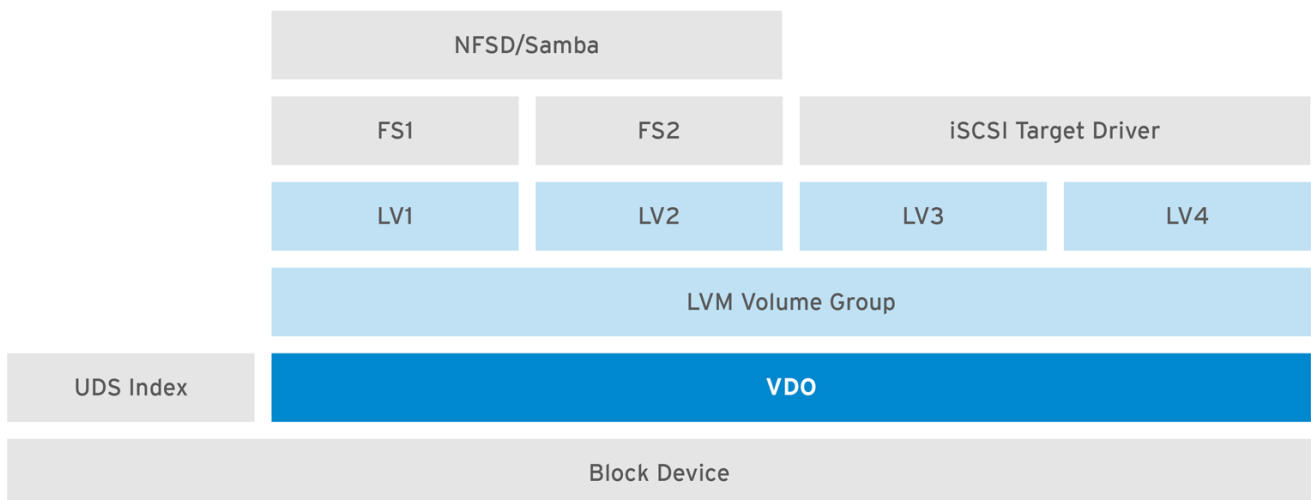 NFSD/Samba
FS1
FS2
iSCSI Target Driver
LV1
LV2
LV3
LV4
LVM Volume Group
UDS Index
VDO
Block Device